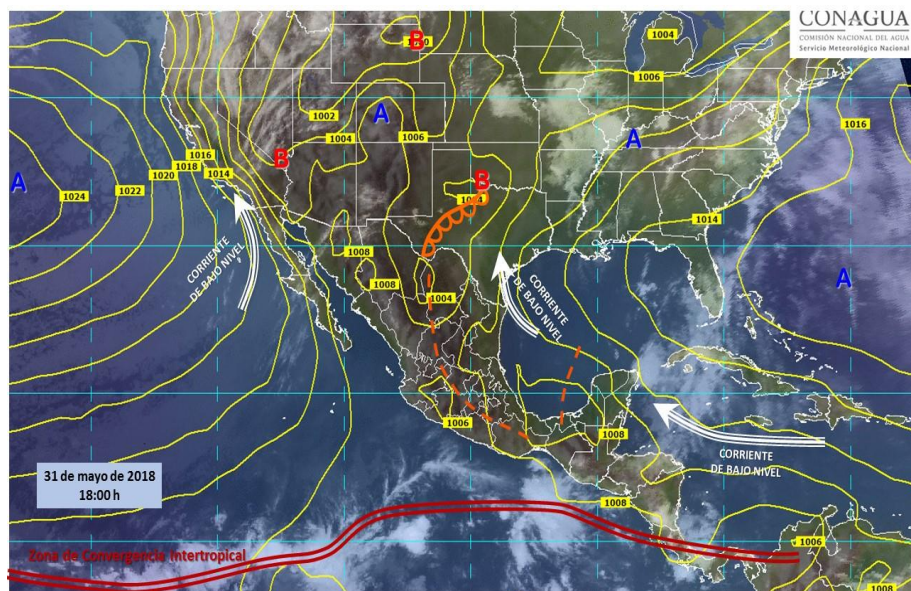 CONAGUA
COMISIÓN NACIONAL DEL AGUA
Servicio Meteorológico Nacional
1004
B
1006
1002
A
1004
1006
A
1016
1016
1018
1020
1014
1022
A
1024
B
B
1014
CORRIENTE
DE BAJO NIVEL
1008
1008
1004
CORRIENTE
DE BAJO NIVEL
A
1006
1008
CORRIENTE
DE BAJO NIVEL
31 de mayo de 2018
18:00 h
1008
Zona de Convergencia Intertropical
1006
1008